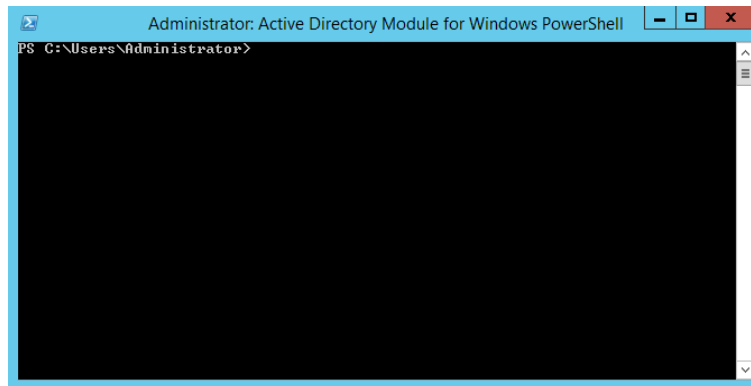 Administrator: Active Directory Module for Windows PowerShell
PS C:\Users\Administrator>